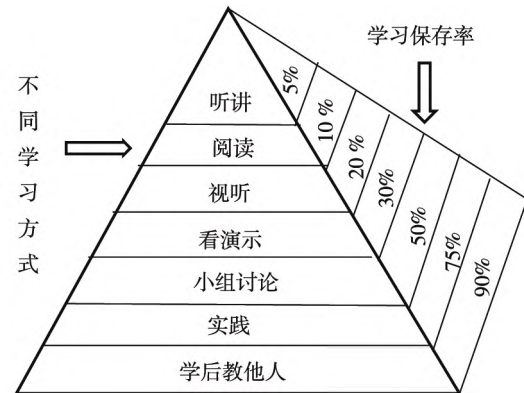 学习保存率
不同学习方式
听讲
5%
阅读
10 %
视听
20 %
看演示
30%
小组讨论
50%
实践
75%
学后教他人
90%